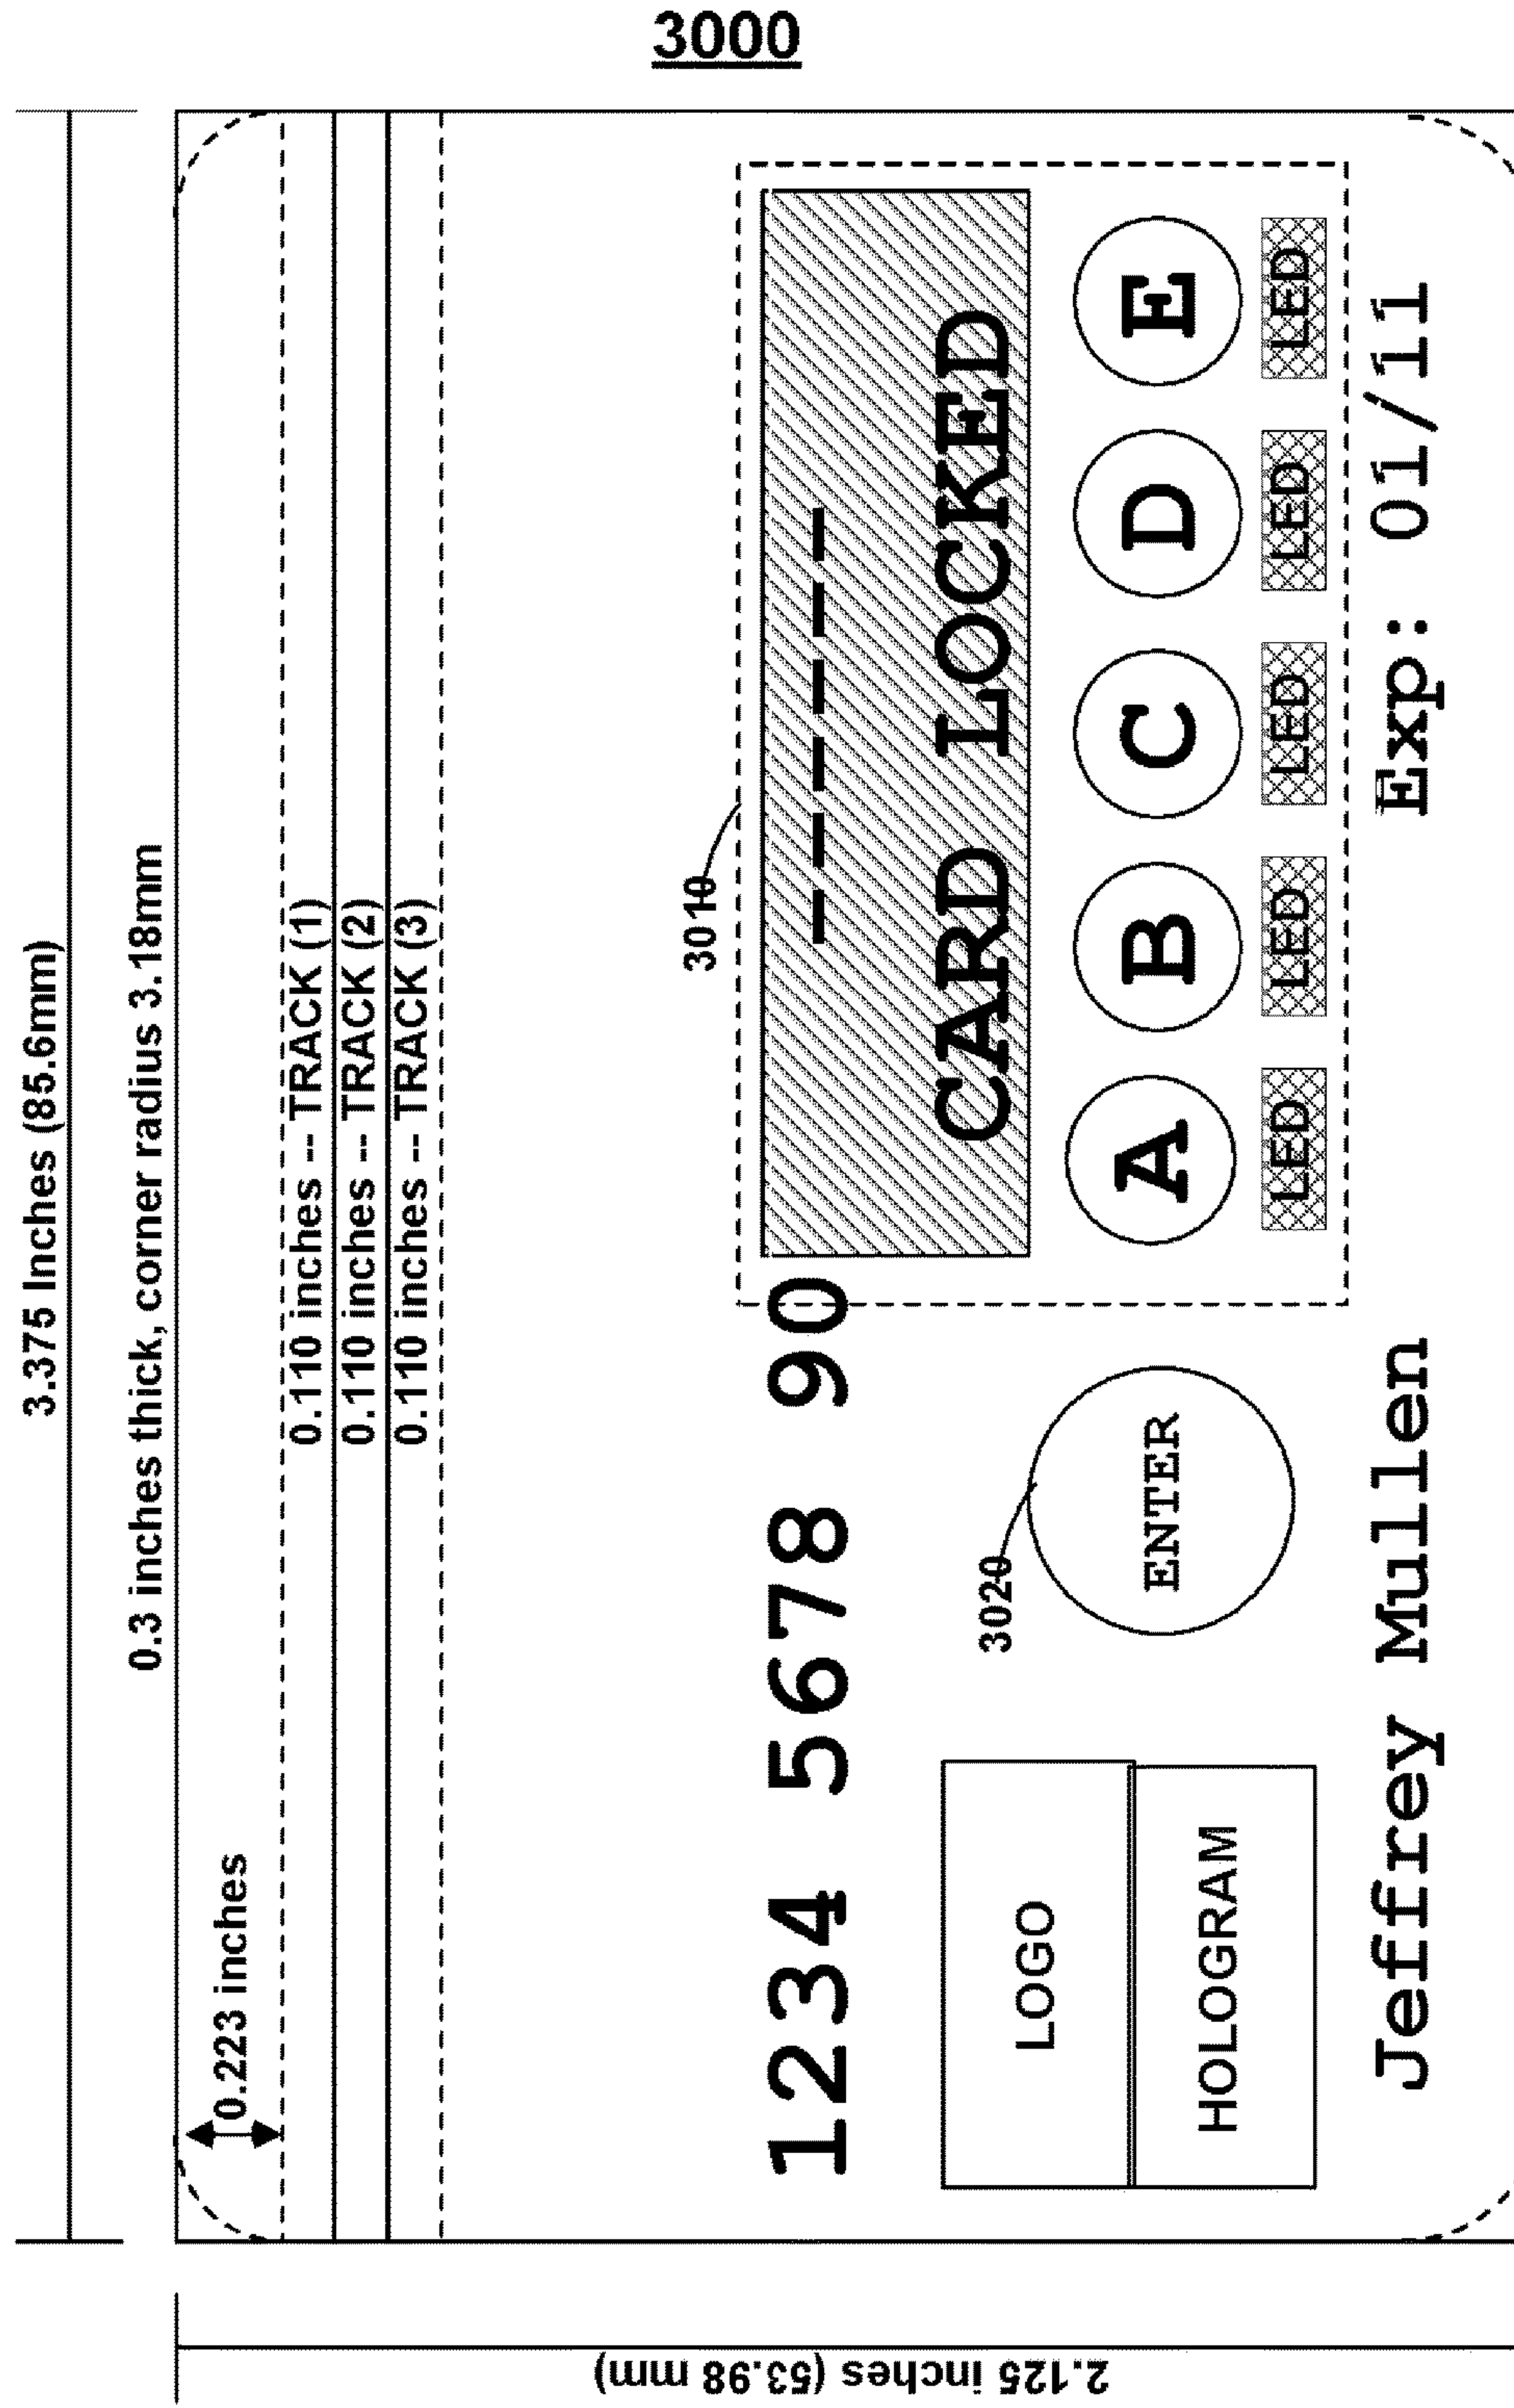 3000
3.375 Inches (85.6mm)
0.3 inches thick, corner radius 3.18mm
0.223 inches
0.110 inches -- TRACK (1)
0.110 inches -- TRACK (2)
0.110 inches -- TRACK (3)
2.125 inches (53.98 mm)
3010
1234 5678 90
-- -- -- -- -- --
CARD LOCKED
3020
LOGO
HOLOGRAM
ENTER
A B C D E
LED LED LED LED LED
Jeffrey Mullen Exp: 01/11